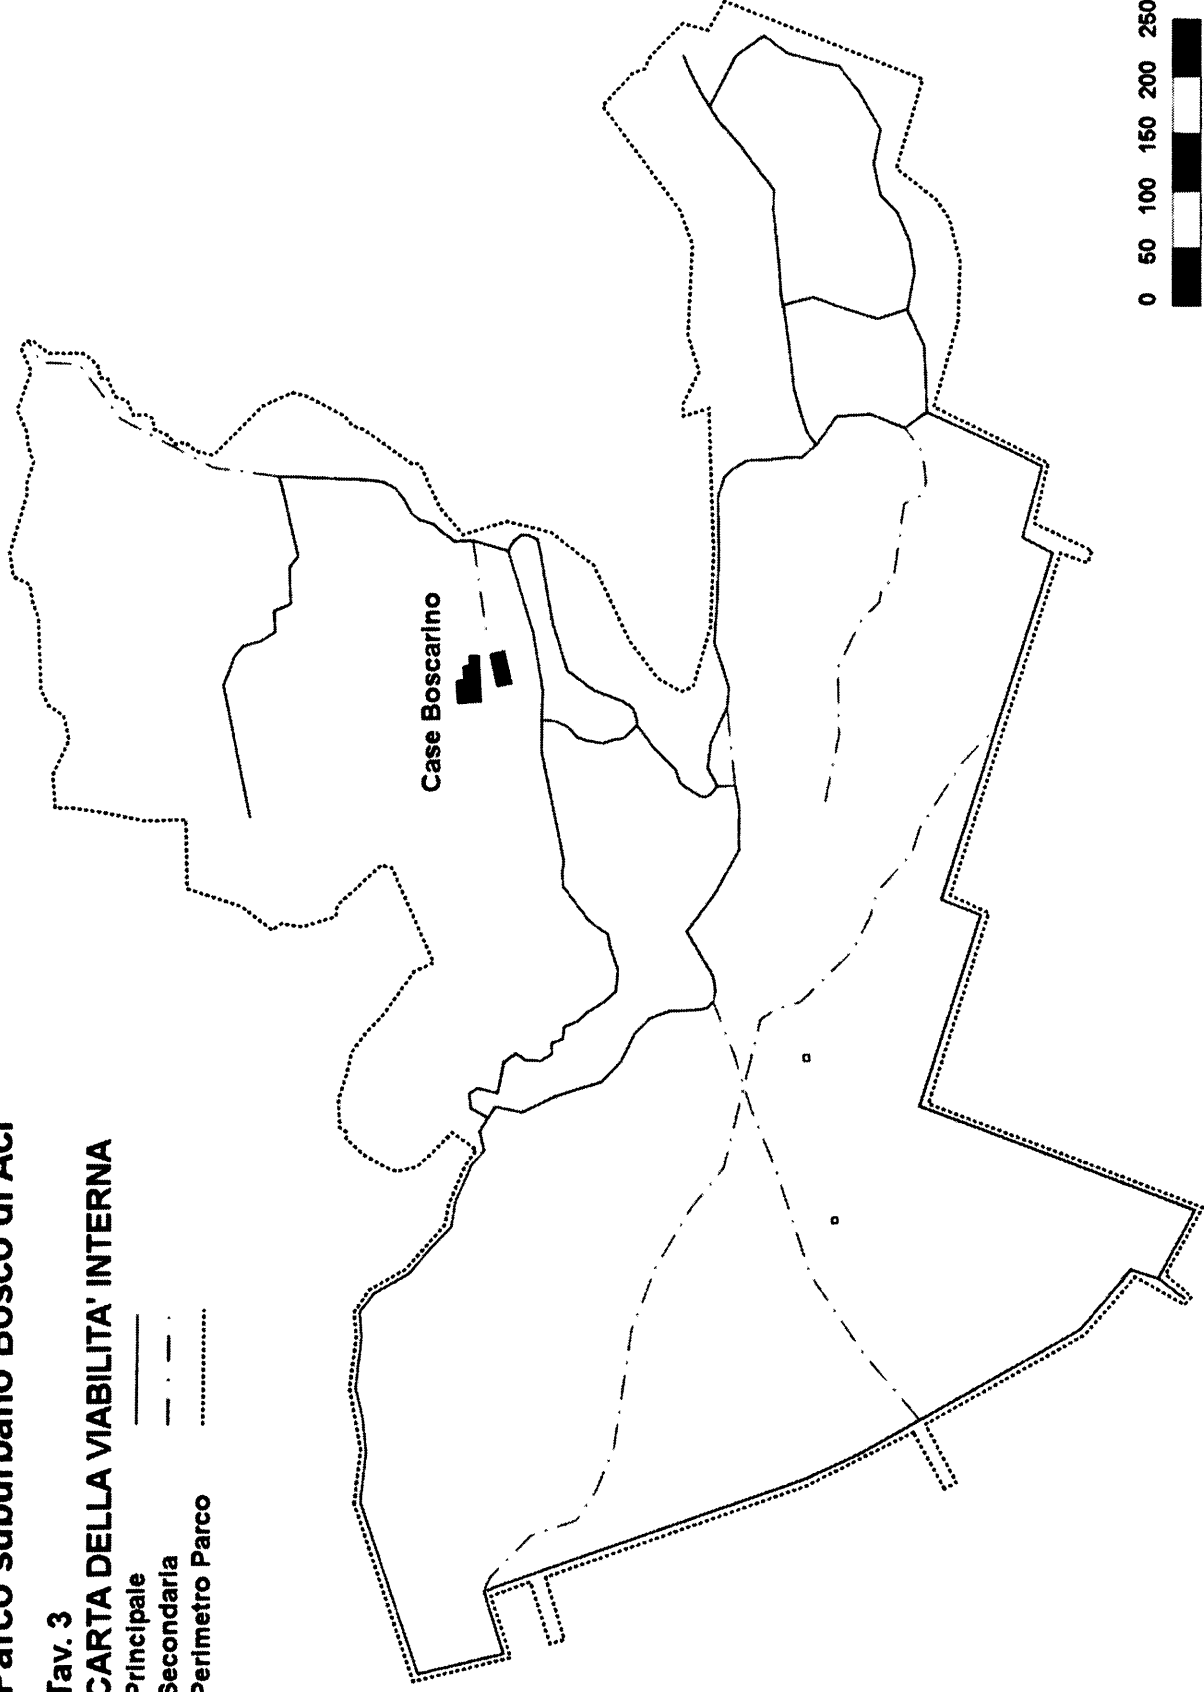 Parco suburbano Bosco di Aci
Tav. 3
CARTA DELLA VIABILITA' INTERNA
Principale
Secondaria
Perimetro Parco
Case Boscarino
0 50 100 150 200 250